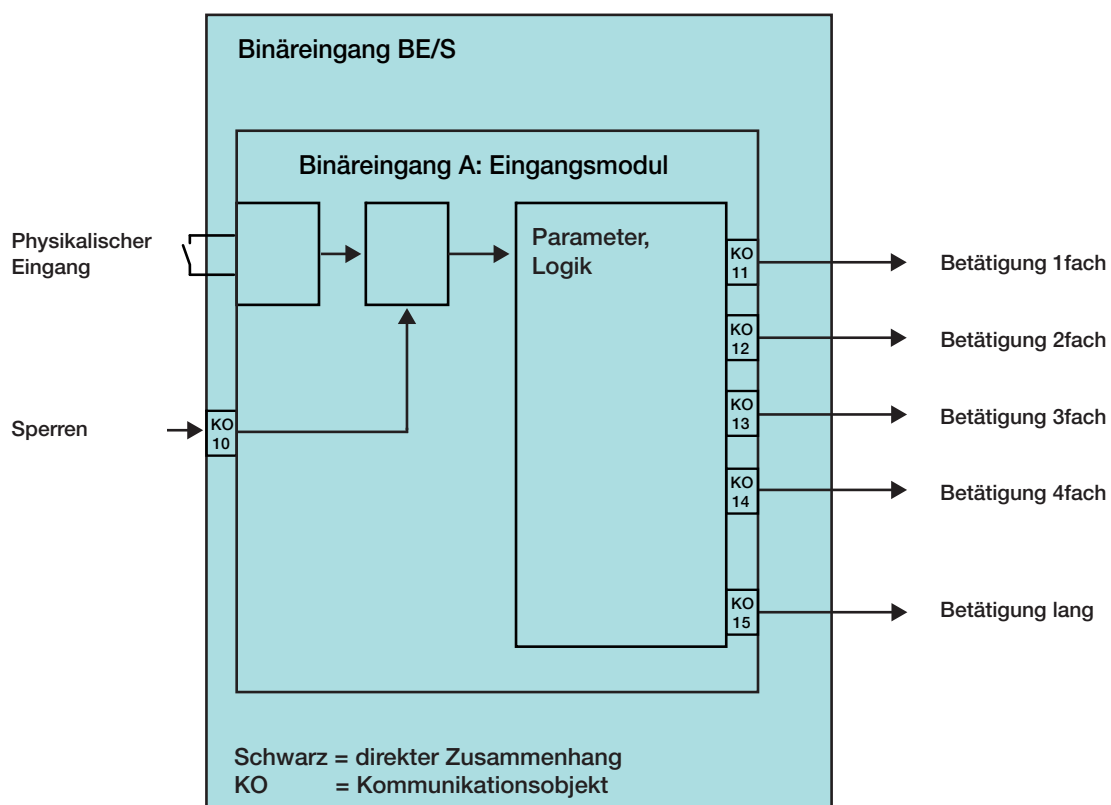 Binäreingang BE/S
Binäreingang A: Eingangsmodul
Physikalischer
Eingang
Parameter,
Logik
KO
11
Betätigung 1fach
KO
12
Betätigung 2fach
Sperren
KO
10
KO
13
Betätigung 3fach
KO
14
Betätigung 4fach
KO
15
Betätigung lang
Schwarz = direkter Zusammenhang
KO = Kommunikationsobjekt